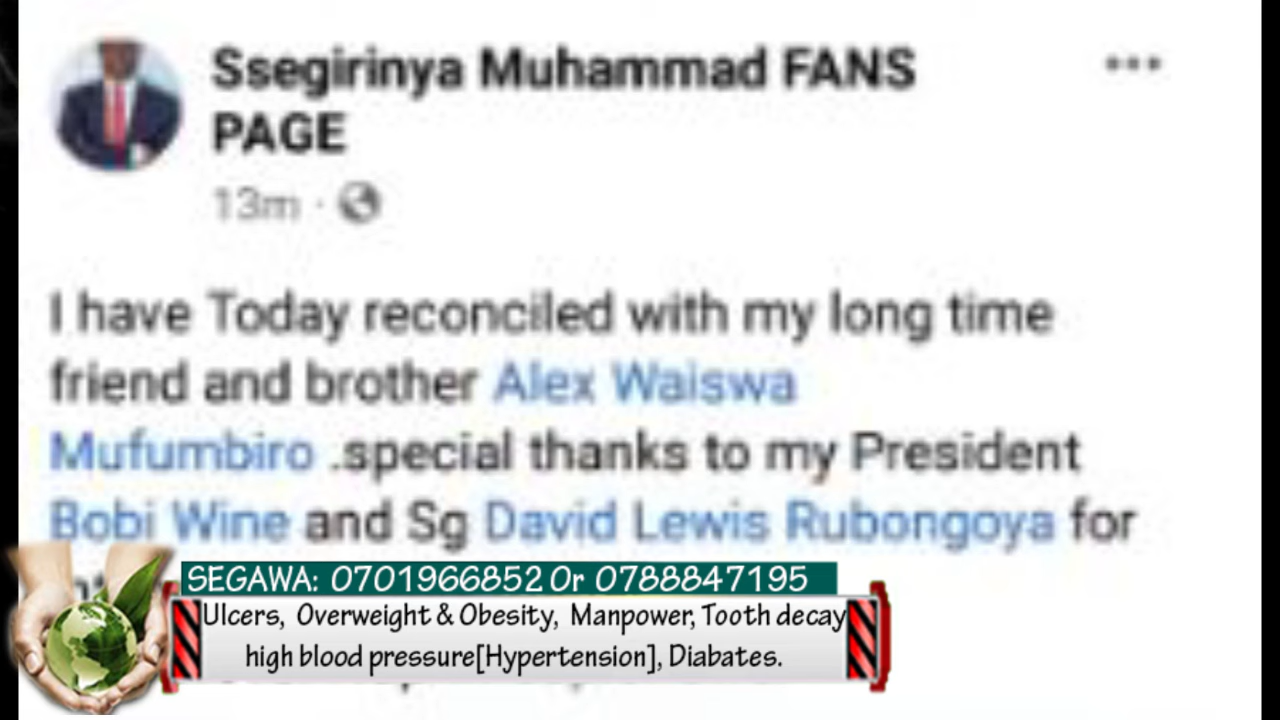 Ssegirinya Muhammad FANS
PAGE
13m ·
I have Today reconciled with my long time
friend and brother Alex Waiswa
Mufumbiro .special thanks to my President
Bobi Wine and Sg David Lewis Rubongoya for
SEGAWA: 0701966852 Or 0788847195
Ulcers, Overweight & Obesity, Manpower, Tooth decay
high blood pressure[Hypertension], Diabates.